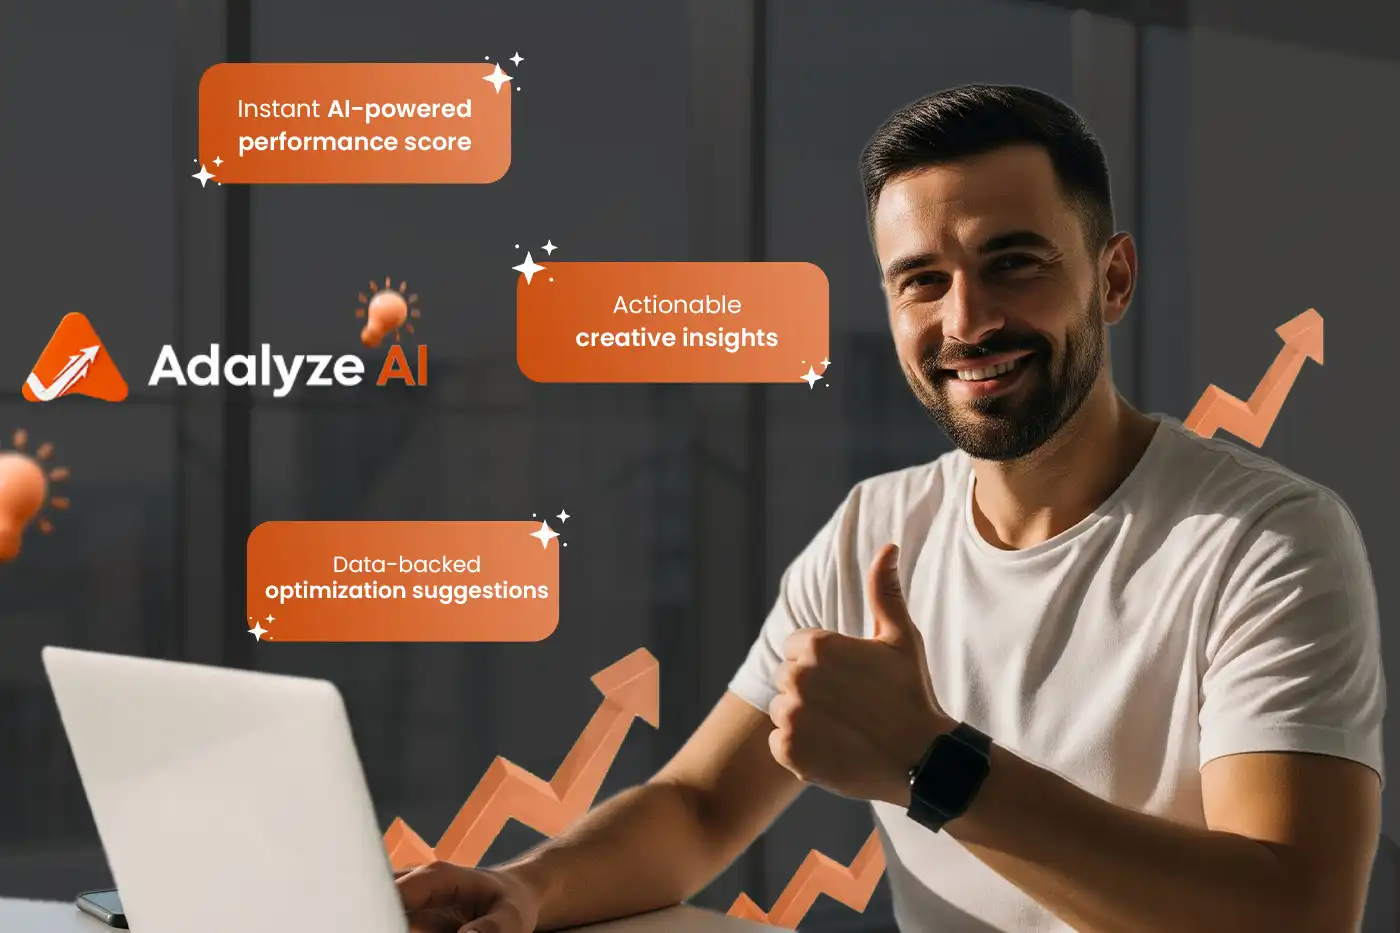 Instant AI-powered
performance score
Actionable
creative insights
Adalyze AI
Data-backed
optimization suggestions